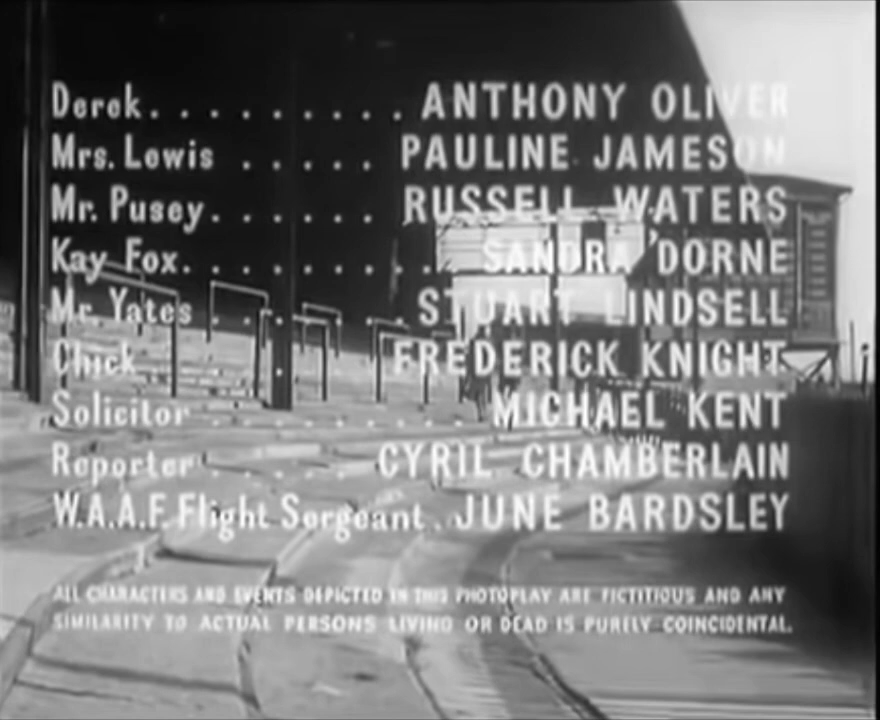 Derek.......... ANTHONY OLIVER
Mrs. Lewis ..... PAULINE JAMESON
Mr. Pusey...... RUSSELL WATERS
Kay Fox.......... SANDRA DORNE
Mr. Yates ....... STUART LINDSELL
Chick . FREDERICK KNIGHT
Solicitor .......... MICHAEL KENT
Reporter ..... CYRIL CHAMBERLAIN
W.A.A.F. Flight Sergeant . JUNE BARDSLEY
ALL CHARACTERS AND EVENTS DEPICTED IN THIS PHOTOPLAY ARE FICTITIOUS AND ANY
SIMILARITY TO ACTUAL PERSONS LIVING OR DEAD IS PURELY COINCIDENTAL.